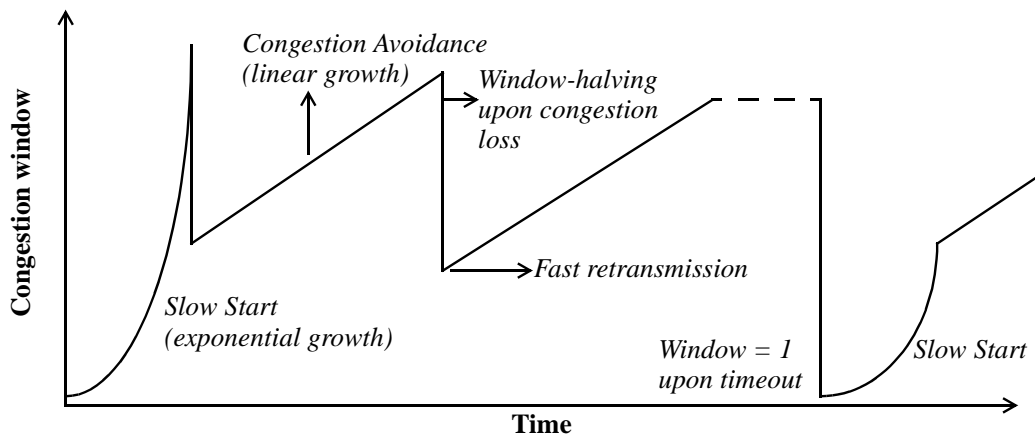 Congestion Avoidance
(linear growth)
Window-halving
upon congestion
loss
Congestion window
Fast retransmission
Slow Start
(exponential growth)
Window = 1
upon timeout
Slow Start
Time